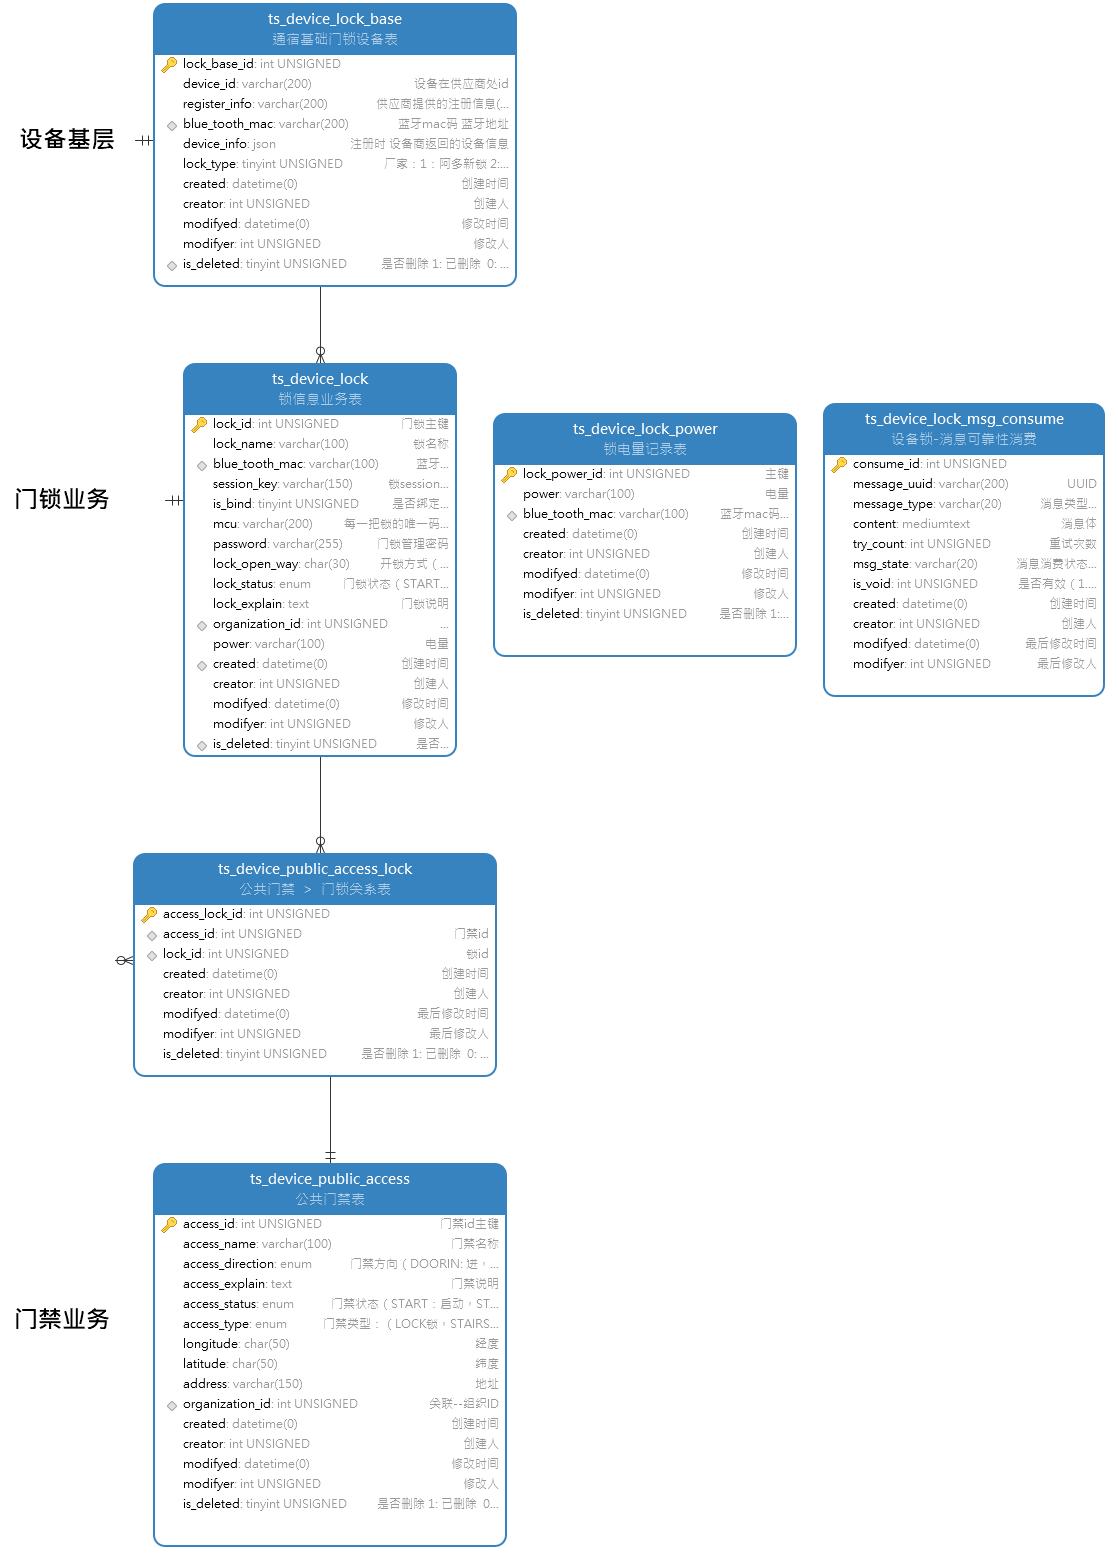 ts_device_lock_base
通宿基础门锁设备表
lock_base_id: int UNSIGNED
device_id: varchar(200) 设备在供应商处id
register_info: varchar(200) 供应商提供的注册信息(...
blue_tooth_mac: varchar(200) 蓝牙mac码 蓝牙地址
设备基层
device_info: json 注册时 设备商返回的设备信息
lock_type: tinyint UNSIGNED 厂家：1：阿多新锁 2:...
created: datetime(0) 创建时间
creator: int UNSIGNED 创建人
modifyed: datetime(0) 修改时间
modifyer: int UNSIGNED 修改人
is_deleted: tinyint UNSIGNED 是否删除 1: 已删除 0: ...
ts_device_lock
锁信息业务表
lock_id: int UNSIGNED 门锁主键
lock_name: varchar(100) 锁名称
blue_tooth_mac: varchar(100) 蓝牙...
session_key: varchar(150) 锁session...
门锁业务
is_bind: tinyint UNSIGNED 是否绑定...
mcu: varchar(200) 每一把锁的唯一码...
password: varchar(255) 门锁管理密码
lock_open_way: char(30) 开锁方式（...
lock_status: enum 门锁状态（START...
lock_explain: text 门锁说明
organization_id: int UNSIGNED ...
power: varchar(100) 电量
created: datetime(0) 创建时间
creator: int UNSIGNED 创建人
modifyed: datetime(0) 修改时间
modifyer: int UNSIGNED 修改人
is_deleted: tinyint UNSIGNED 是否...
ts_device_lock_power
锁电量记录表
lock_power_id: int UNSIGNED 主键
power: varchar(100) 电量
blue_tooth_mac: varchar(100) 蓝牙mac码...
created: datetime(0) 创建时间
creator: int UNSIGNED 创建人
modifyed: datetime(0) 修改时间
modifyer: int UNSIGNED 修改人
is_deleted: tinyint UNSIGNED 是否删除 1:...
ts_device_lock_msg_consume
设备锁-消息可靠性消费
consume_id: int UNSIGNED
message_uuid: varchar(200) UUID
message_type: varchar(20) 消息类型...
content: mediumtext 消息体
try_count: int UNSIGNED 重试次数
msg_state: varchar(20) 消息消费状态...
is_void: int UNSIGNED 是否有效（1....
created: datetime(0) 创建时间
creator: int UNSIGNED 创建人
modifyed: datetime(0) 最后修改时间
modifyer: int UNSIGNED 最后修改人
ts_device_public_access_lock
公共门禁 > 门锁关系表
access_lock_id: int UNSIGNED
access_id: int UNSIGNED 门禁id
lock_id: int UNSIGNED 锁id
created: datetime(0) 创建时间
creator: int UNSIGNED 创建人
modifyed: datetime(0) 最后修改时间
modifyer: int UNSIGNED 最后修改人
is_deleted: tinyint UNSIGNED 是否删除 1: 已删除 0: ...
ts_device_public_access
公共门禁表
access_id: int UNSIGNED 门禁id主键
access_name: varchar(100) 门禁名称
access_direction: enum 门禁方向（DOORIN: 进，...
access_explain: text 门禁说明
access_status: enum 门禁状态（START：启动，ST...
门禁业务
access_type: enum 门禁类型：（LOCK锁，STAIRS...
longitude: char(50) 经度
latitude: char(50) 纬度
address: varchar(150) 地址
organization_id: int UNSIGNED 关联--组织ID
created: datetime(0) 创建时间
creator: int UNSIGNED 创建人
modifyed: datetime(0) 修改时间
modifyer: int UNSIGNED 修改人
is_deleted: tinyint UNSIGNED 是否删除 1: 已删除 0...